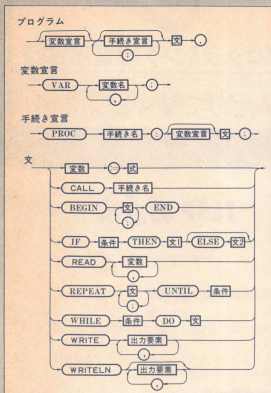 プログラム
変数宣言 手続き宣言 文 .
;
変数宣言
VAR 変数名 ;
,
手続き宣言
PROC 手続き名 ; 変数宣言 文 ;
文
変数 = 式
CALL 手続き名
BEGIN 文 END
;
IF 条件 THEN 文1 ELSE 文2
READ 変数
,
REPEAT 文 UNTIL 条件
;
WHILE 条件 DO 文
WRITE 出力要素
,
WRITELN 出力要素
,